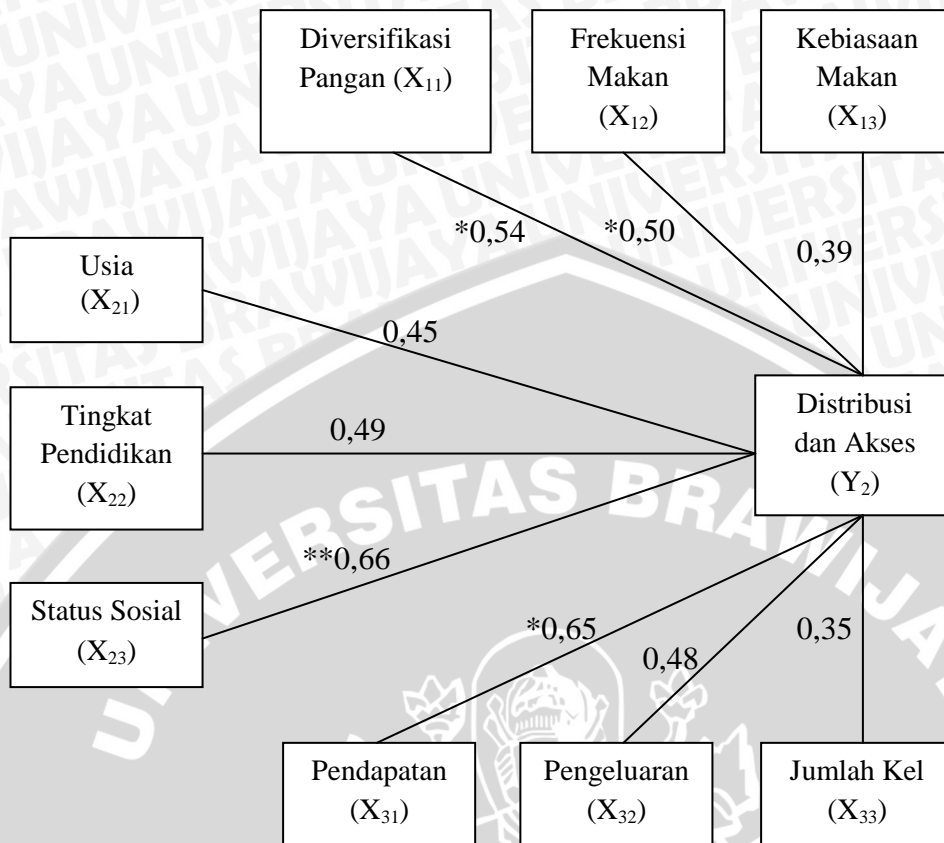 Diversifikasi
Pangan (X₁₁)
Frekuensi
Makan
(X₁₂)
Kebiasaan
Makan
(X₁₃)
*0,54
*0,50
0,39
Usia
(X₂₁)
0,45
Tingkat
Pendidikan
(X₂₂)
0,49
Distribusi
dan Akses
(Y₂)
Status Sosial
(X₂₃)
**0,66
*0,65
0,48
0,35
Pendapatan
(X₃₁)
Pengeluaran
(X₃₂)
Jumlah Kel
(X₃₃)
UNIVERSITAS BRAWIJAYA